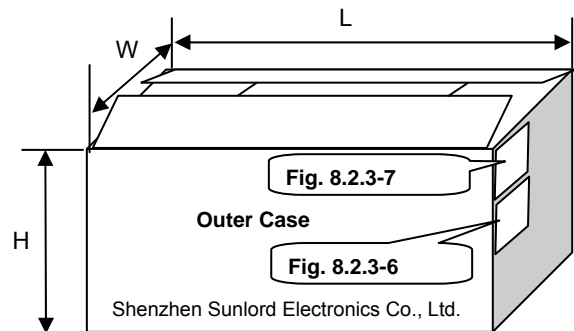 L
W
Fig. 8.2.3-7
Outer Case
H
Fig. 8.2.3-6
Shenzhen Sunlord Electronics Co., Ltd.